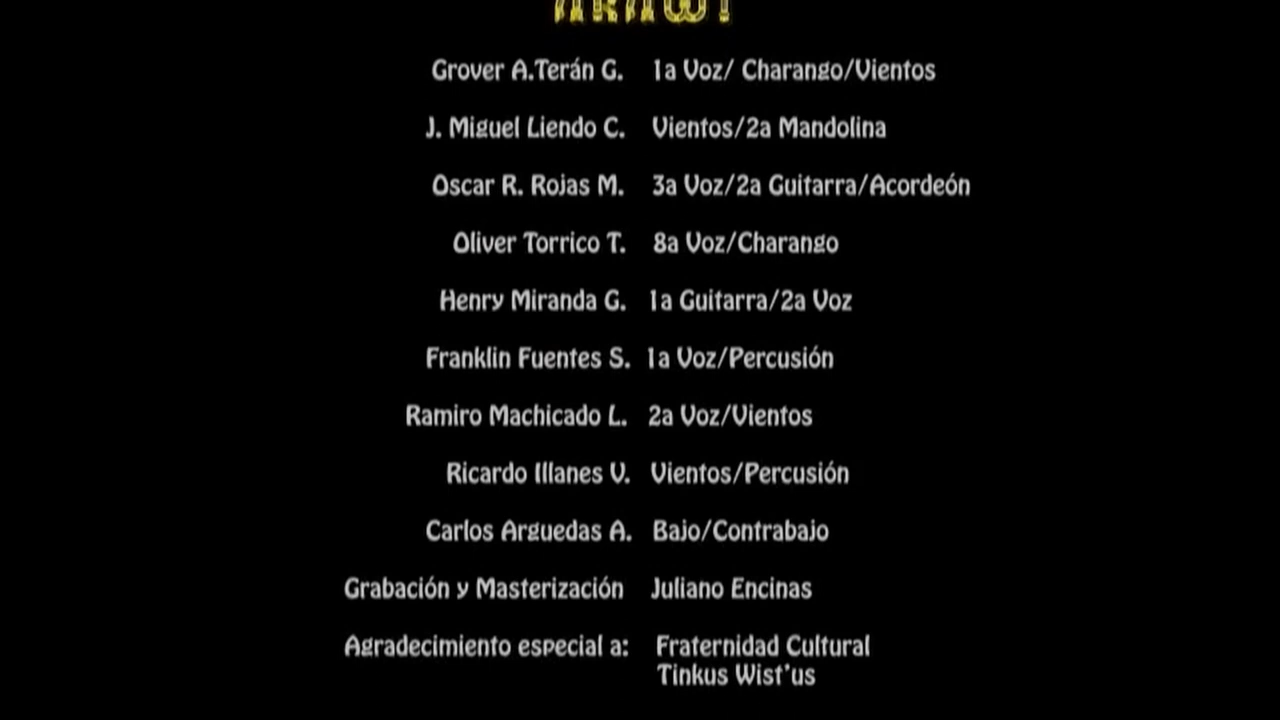 Grover A.Terán G. 1a Voz/ Charango/Vientos
J. Miguel Liendo C. Vientos/2a Mandolina
Oscar R. Rojas M. 3a Voz/2a Guitarra/Acordeón
Oliver Torrico T. 8a Voz/Charango
Henry Miranda G. 1a Guitarra/2a Voz
Franklin Fuentes S. 1a Voz/Percusión
Ramiro Machicado L. 2a Voz/Vientos
Ricardo Illanes V. Vientos/Percusión
Carlos Arguedas A. Bajo/Contrabajo
Grabación y Masterización Juliano Encinas
Agradecimiento especial a: Fraternidad Cultural
Tinkus Wist'us